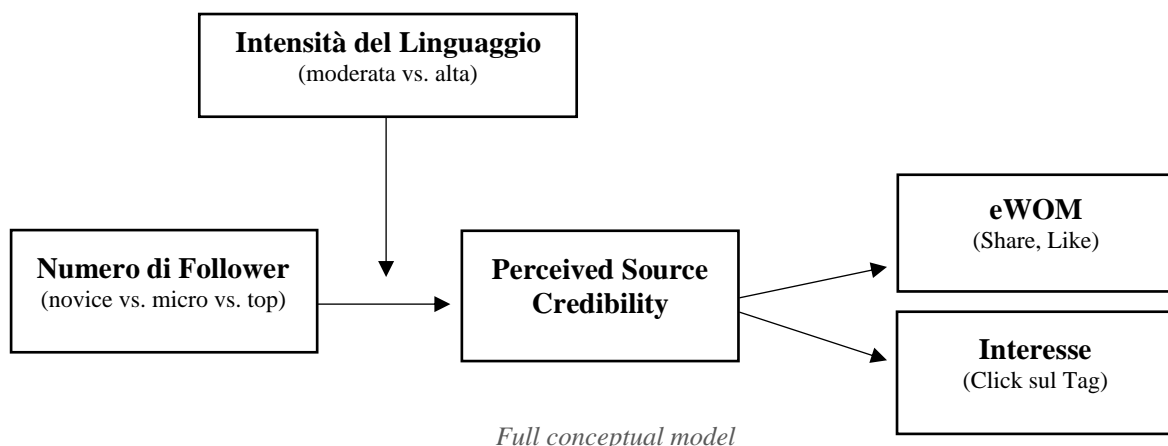 Intensità del Linguaggio
(moderata vs. alta)
Numero di Follower
(novice vs. micro vs. top)
Perceived Source
Credibility
eWOM
(Share, Like)
Interesse
(Click sul Tag)
Full conceptual model